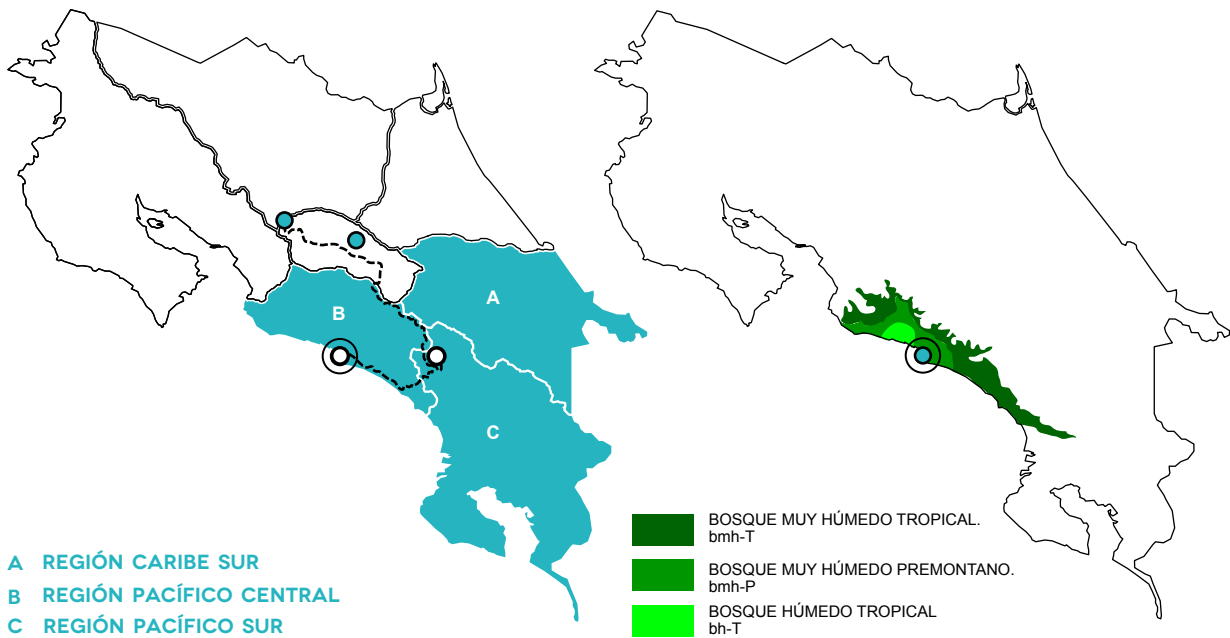 A
B
C
A REGIÓN CARIBE SUR
B REGIÓN PACÍFICO CENTRAL
C REGIÓN PACÍFICO SUR
BOSQUE MUY HÚMEDO TROPICAL.
bmh-T
BOSQUE MUY HÚMEDO PREMONTANO.
bmh-P
BOSQUE HÚMEDO TROPICAL
bh-T